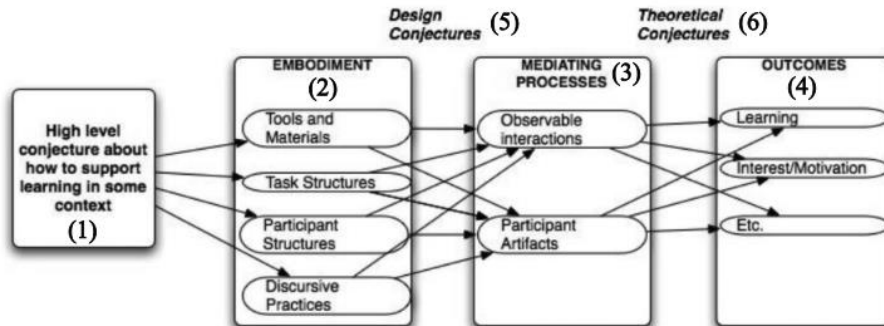 Design
Conjectures (5)
Theoretical
Conjectures (6)
High level
conjecture about
how to support
learning in some
context
(1)
EMBODIMENT
(2)
Tools and
Materials
Task Structures
Participant
Structures
Discursive
Practices
MEDIATING
PROCESSES (3)
Observable
interactions
Participant
Artifacts
OUTCOMES
(4)
Learning
Interest/Motivation
Etc.